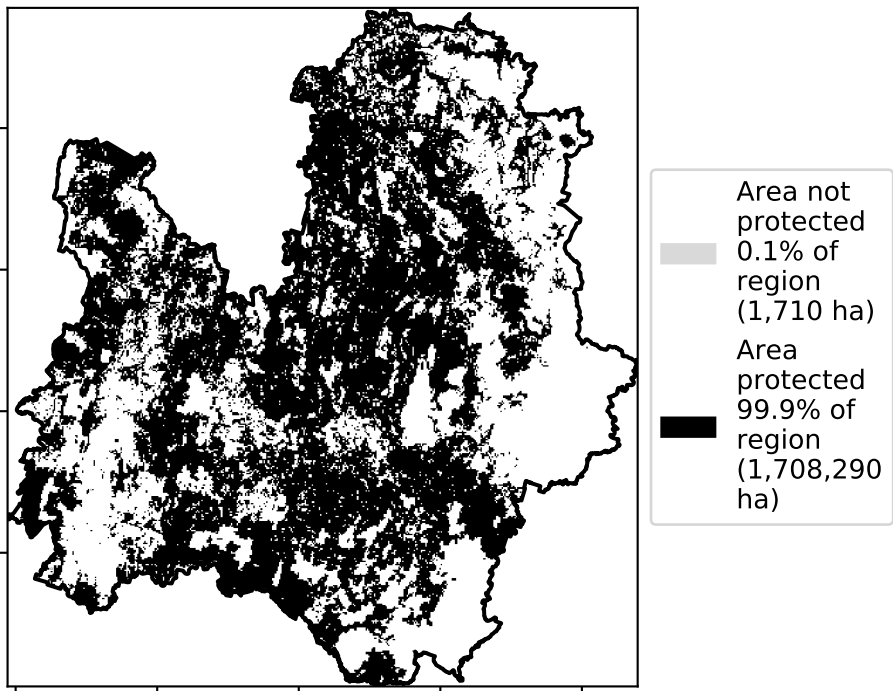 Area not
protected
0.1% of
region
(1,710 ha)
Area
protected
99.9% of
region
(1,708,290
ha)